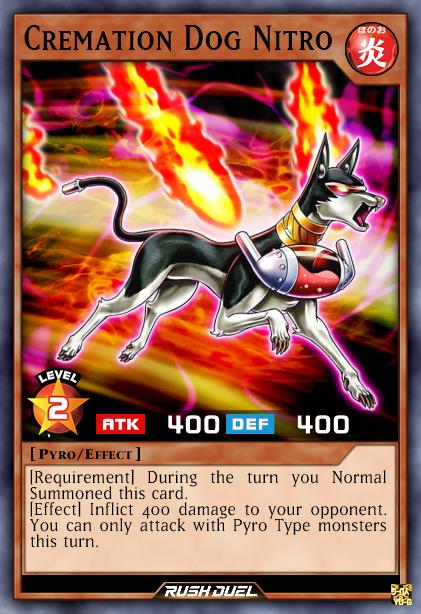 Cremation Dog Nitro
ほのお
炎
LEVEL
2
ATK 400 DEF 400
[Pyro/Effect]
[Requirement] During the turn you Normal
Summoned this card.
[Effect] Inflict 400 damage to your opponent.
You can only attack with Pyro Type monsters
this turn.
RUSH DUEL